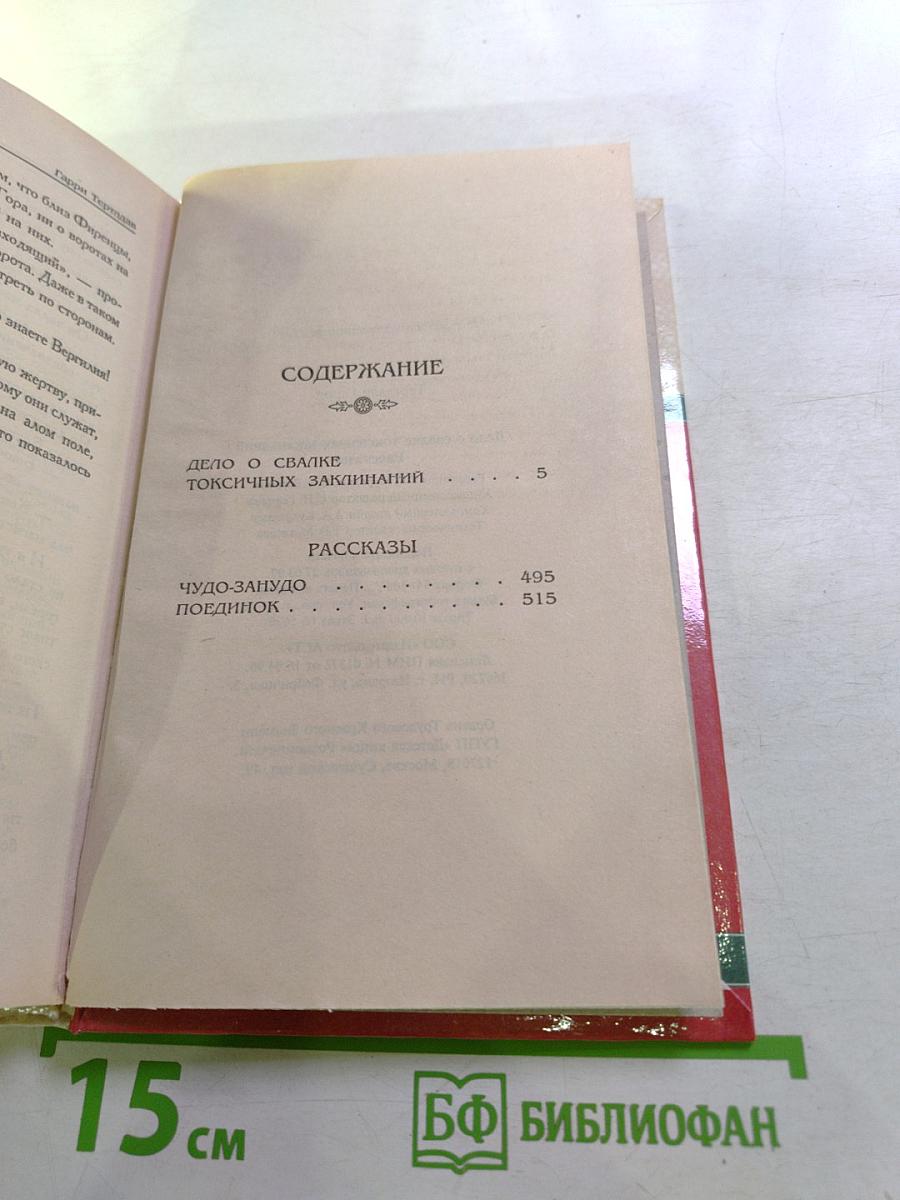 Гарри Тертлдав
м, что близ Фиренцы,
Гора, ни о воротах на
на них.
ходящий», — про-
рота. Даже в таком
треть по сторонам.
знаете Вергилия!
ую жертву, при-
ому они служат,
на алом поле,
то показалось
СОДЕРЖАНИЕ
ДЕЛО О СВАЛКЕ
ТОКСИЧНЫХ ЗАКЛИНАНИЙ . . . . 5
РАССКАЗЫ
ЧУДО-ЗАНУДО . . . . . . . . . 495
ПОЕДИНОК . . . . . . . . . . . 515
15 см
БФ БИБЛИОФАН